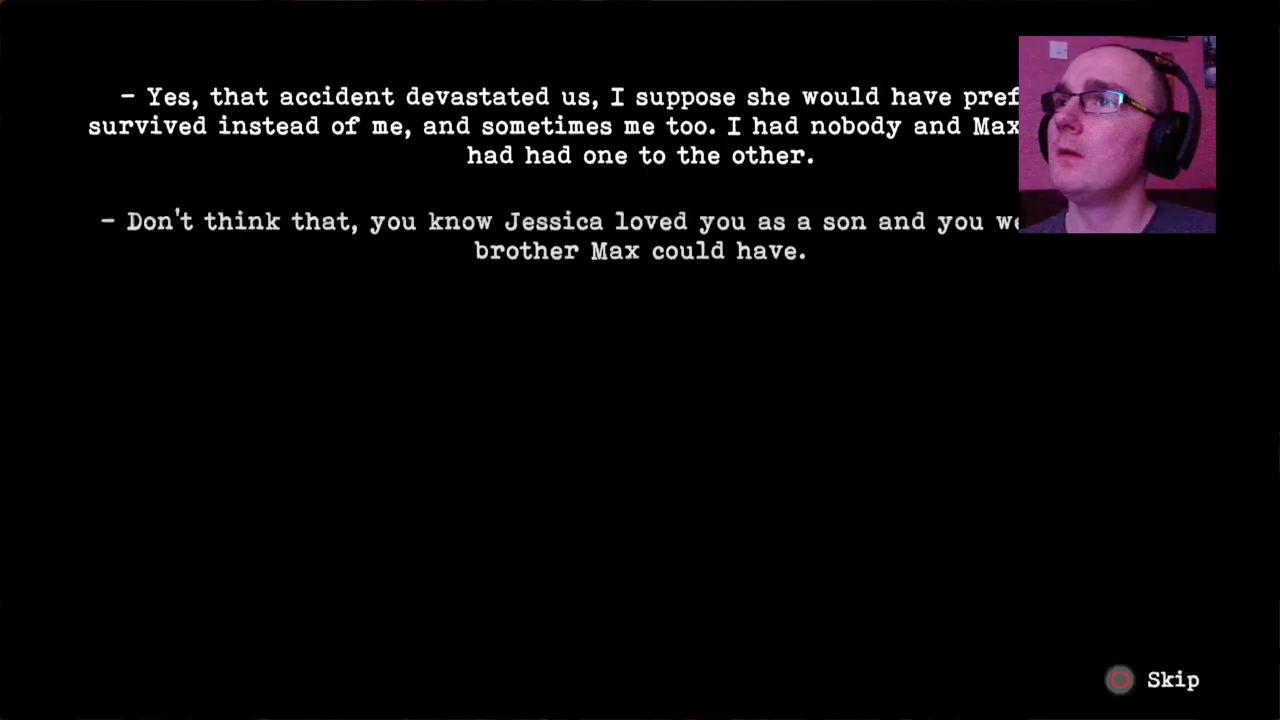 - Yes, that accident devastated us, I suppose she would have
survived instead of me, and sometimes me too. I had nobody and Max
had had one to the other.
- Don't think that, you know Jessica loved you as a son and you
brother Max could have.
Skip